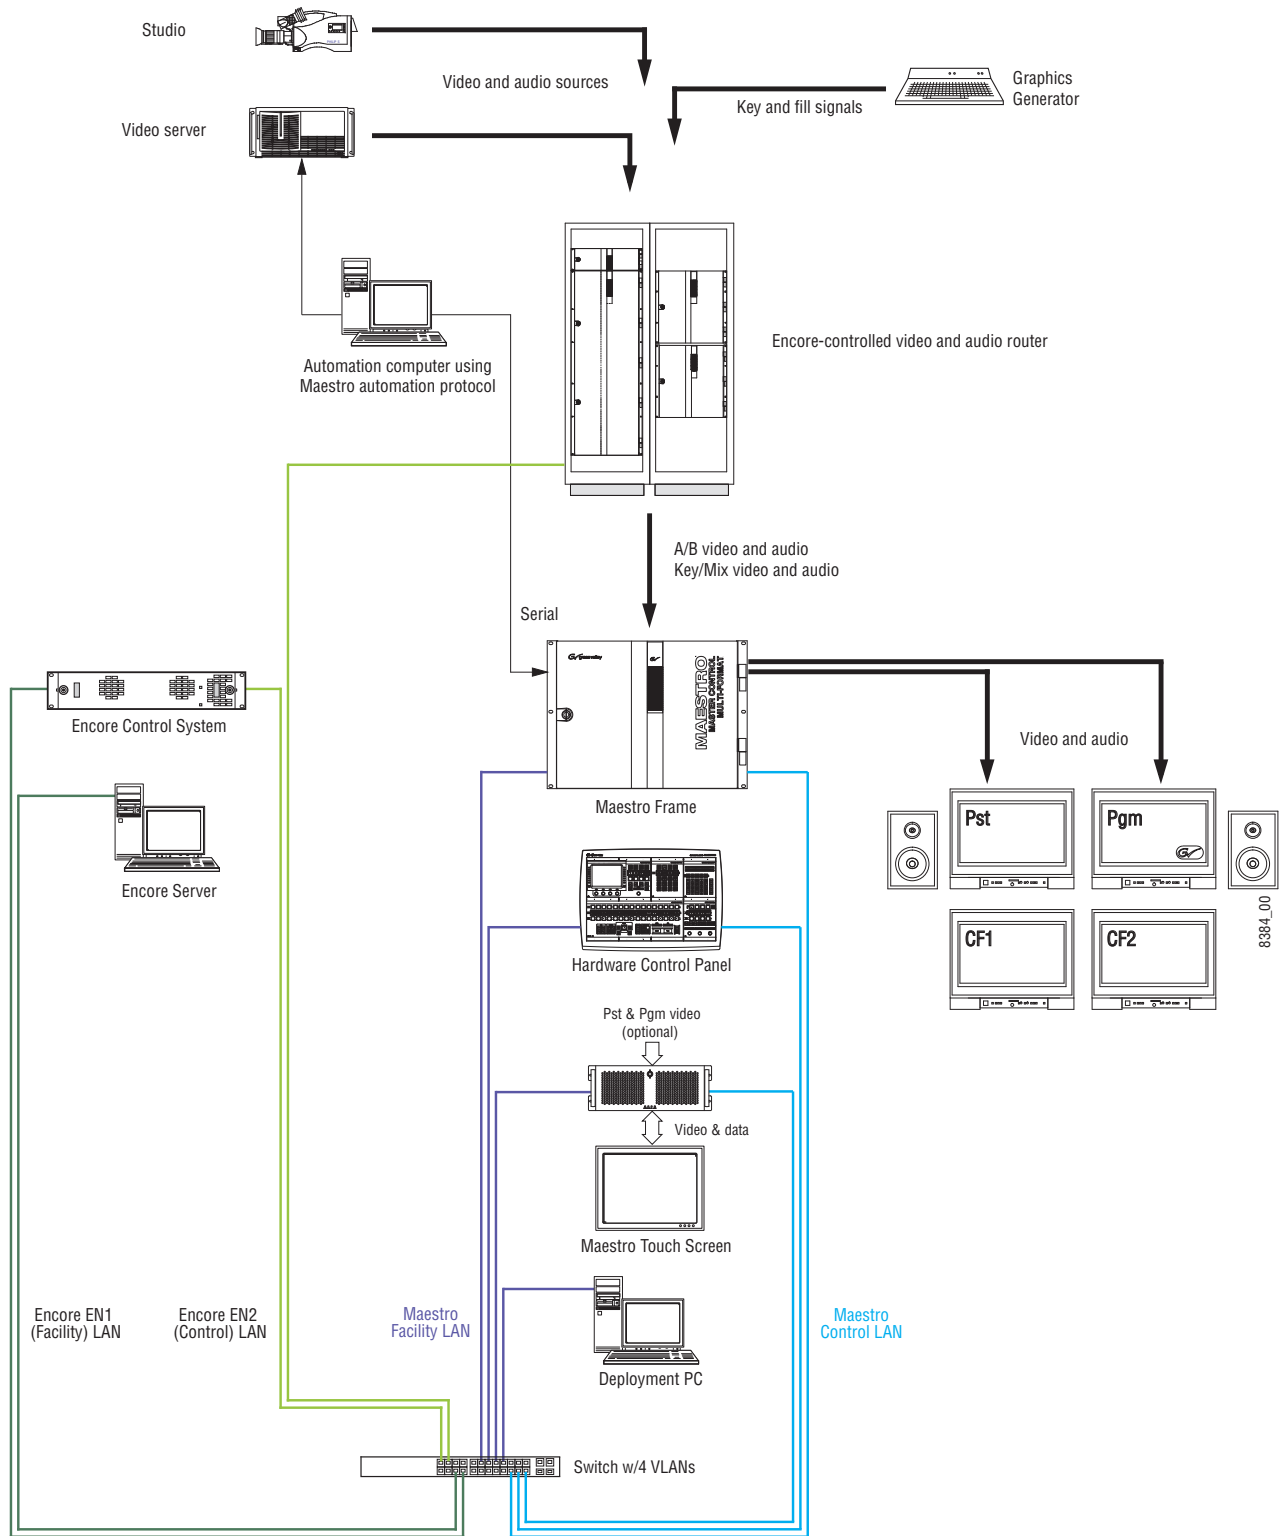 Studio
Video and audio sources
Graphics
Generator
Key and fill signals
Video server
Encore-controlled video and audio router
Automation computer using
Maestro automation protocol
A/B video and audio
Key/Mix video and audio
Serial
MAESTRO
MASTER CONTROL
MULTI-FORMAT
Encore Control System
Video and audio
Maestro Frame
Pst
Pgm
Encore Server
8384_00
CF1
CF2
Hardware Control Panel
Pst & Pgm video
(optional)
Video & data
Maestro Touch Screen
Encore EN1
(Facility) LAN
Encore EN2
(Control) LAN
Maestro
Facility LAN
Maestro
Control LAN
Deployment PC
Switch w/4 VLANs